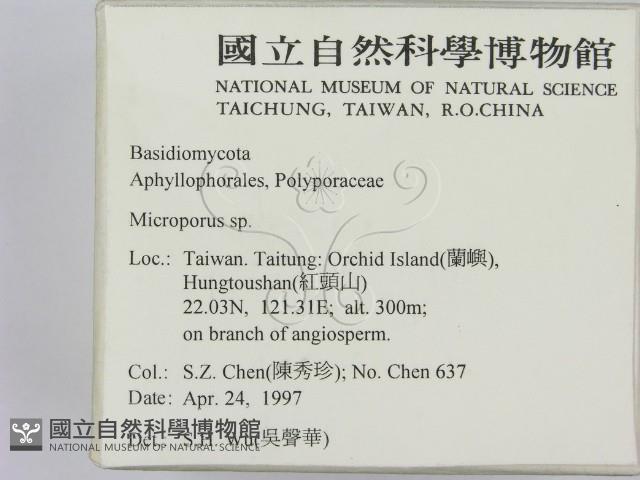 國立自然科學博物館
NATIONAL MUSEUM OF NATURAL SCIENCE
TAICHUNG, TAIWAN, R.O.CHINA
Basidiomycota
Aphyllophorales, Polyporaceae
Microporus sp.
Loc.: Taiwan. Taitung: Orchid Island(蘭嶼),
Hungtoushan(紅頭山)
22.03N, 121.31E; alt. 300m;
on branch of angiosperm.
Col.: S.Z. Chen(陳秀珍); No. Chen 637
Date: Apr. 24, 1997
Det.: S.H. Wu(吳聲華)
國立自然科學博物館
NATIONAL MUSEUM OF NATURAL SCIENCE